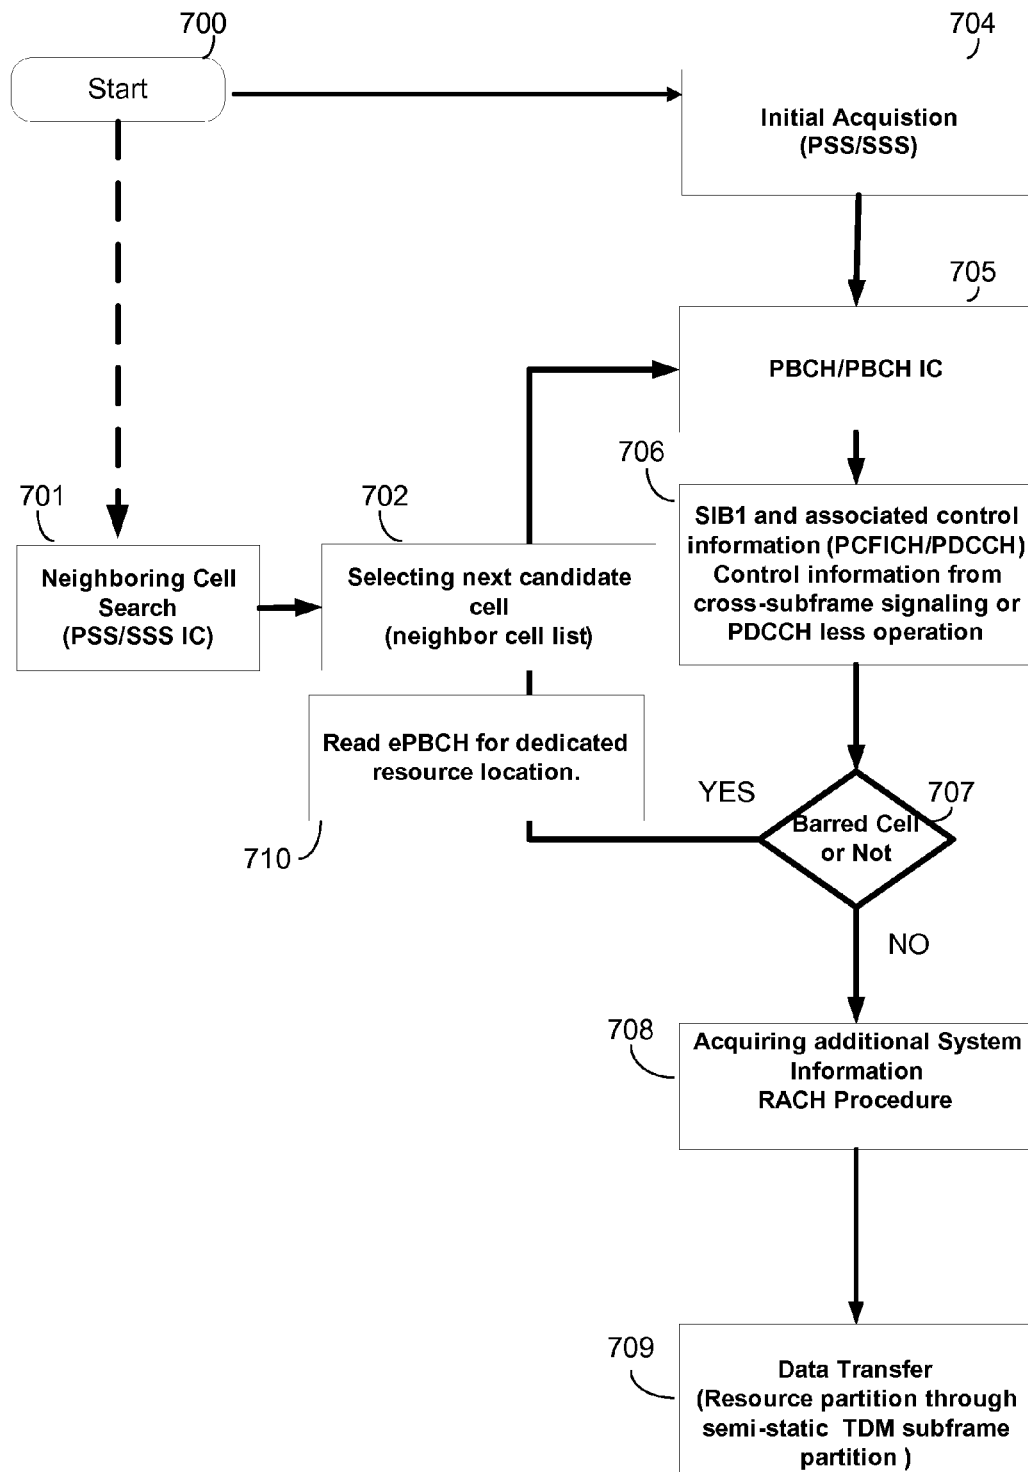 700
Start
704
Initial Acquistion
(PSS/SSS)
705
PBCH/PBCH IC
706
SIB1 and associated control
information (PCFICH/PDCCH)
Control information from
cross-subframe signaling or
PDCCH less operation
701
Neighboring Cell
Search
(PSS/SSS IC)
702
Selecting next candidate
cell
(neighbor cell list)
Read ePBCH for dedicated
resource location.
710
YES
707
Barred Cell
or Not
NO
708
Acquiring additional System
Information
RACH Procedure
709
Data Transfer
(Resource partition through
semi-static TDM subframe
partition )